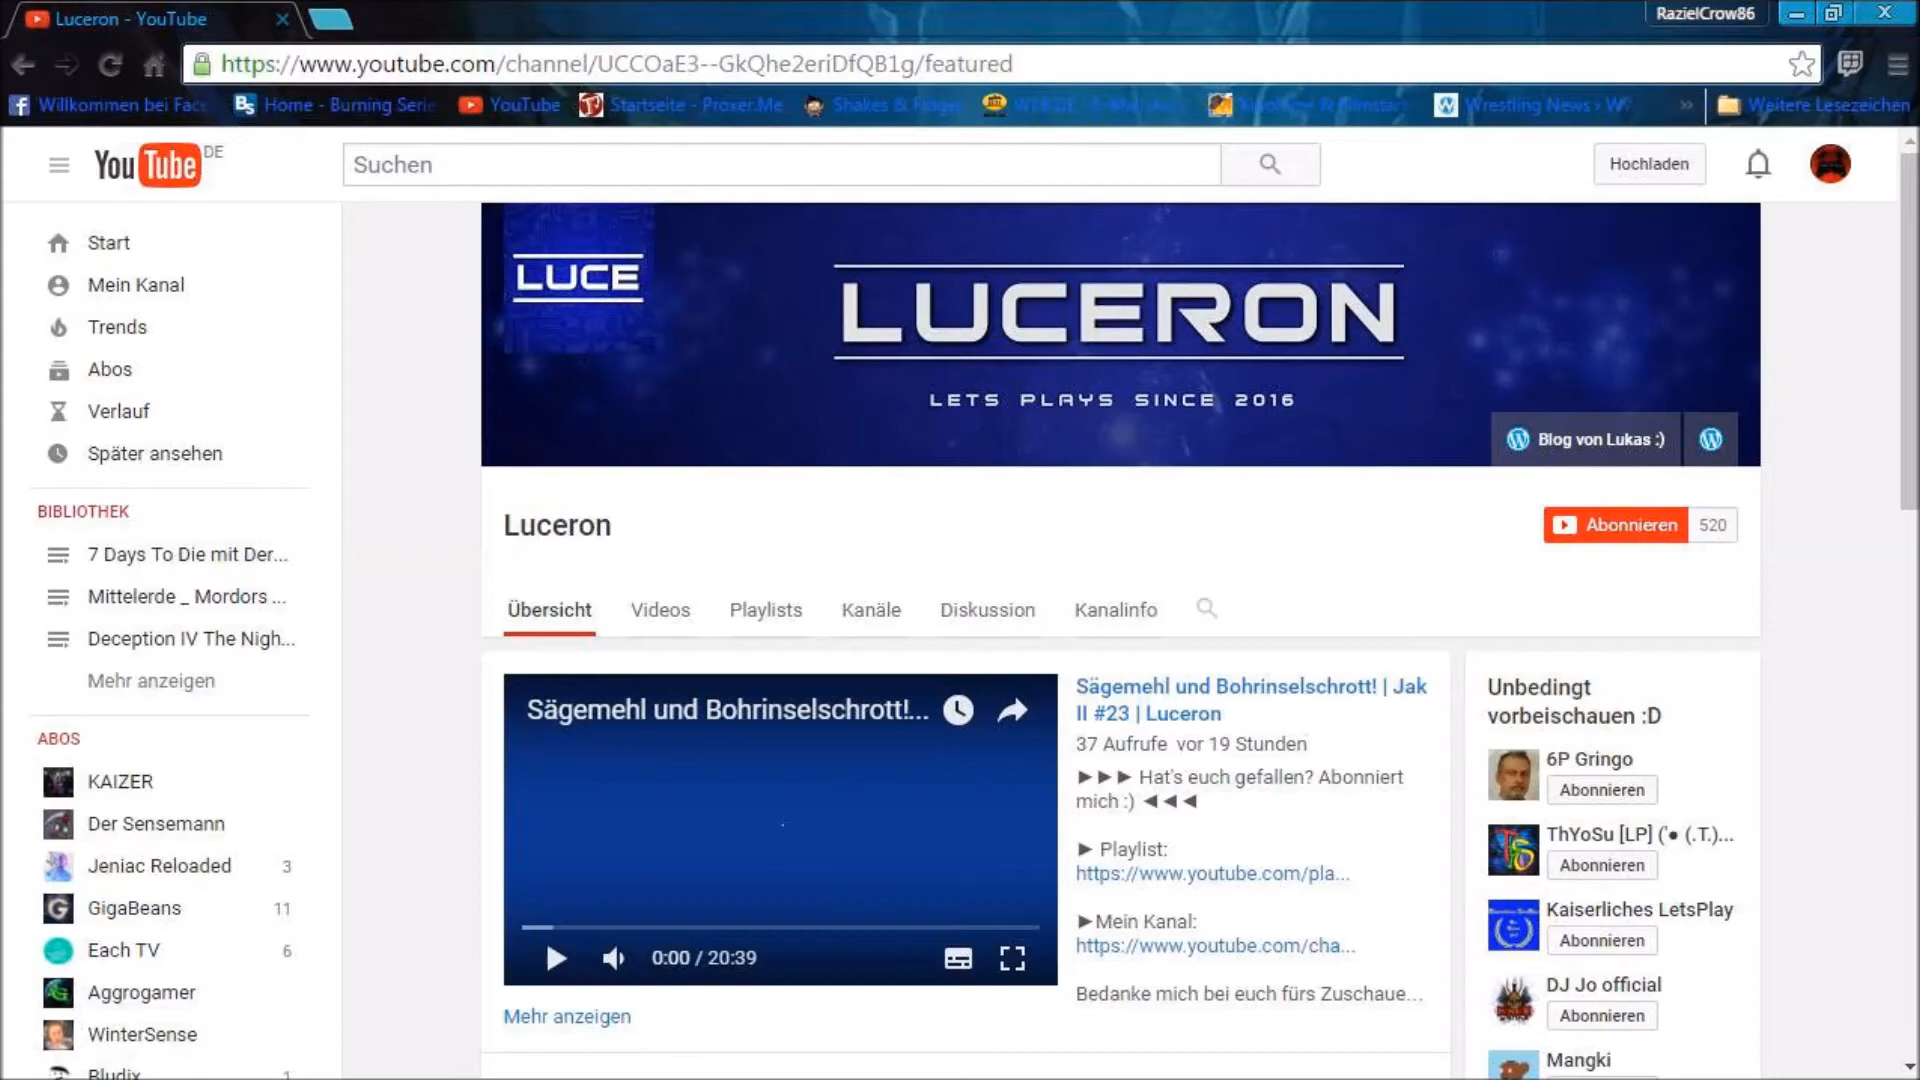 Luceron - YouTube
RazielCrow86
https://www.youtube.com/channel/UCCOaE3--GkQhe2eriDfQB1g/featured
Willkommen bei Fac
Home - Burning Serie
YouTube
Startseite - Proxer.Me
Shakes & Fidget
Wrestling News › W
»
Weitere Lesezeichen
YouTube DE
Suchen
Hochladen
Start
Mein Kanal
Trends
Abos
Verlauf
Später ansehen
BIBLIOTHEK
7 Days To Die mit Der...
Mittelerde _ Mordors ...
Deception IV The Nigh...
Mehr anzeigen
ABOS
KAIZER
Der Sensemann
Jeniac Reloaded 3
GigaBeans 11
Each TV 6
Aggrogamer
WinterSense
Bludix 1
LUCE
LUCERON
LETS PLAYS SINCE 2016
Blog von Lukas :)
Luceron
Abonnieren 520
Übersicht Videos Playlists Kanäle Diskussion Kanalinfo
Sägemehl und Bohrinselschrott!...
0:00 / 20:39
Mehr anzeigen
Sägemehl und Bohrinselschrott! | Jak
II #23 | Luceron
37 Aufrufe vor 19 Stunden
►►► Hat's euch gefallen? Abonniert
mich :) ◄◄◄
► Playlist:
https://www.youtube.com/pla...
►Mein Kanal:
https://www.youtube.com/cha...
Bedanke mich bei euch fürs Zuschaue...
Unbedingt
vorbeischauen :D
6P Gringo
Abonnieren
ThYoSu [LP] ('● (.T.)...
Abonnieren
Kaiserliches LetsPlay
Abonnieren
DJ Jo official
Abonnieren
Mangki